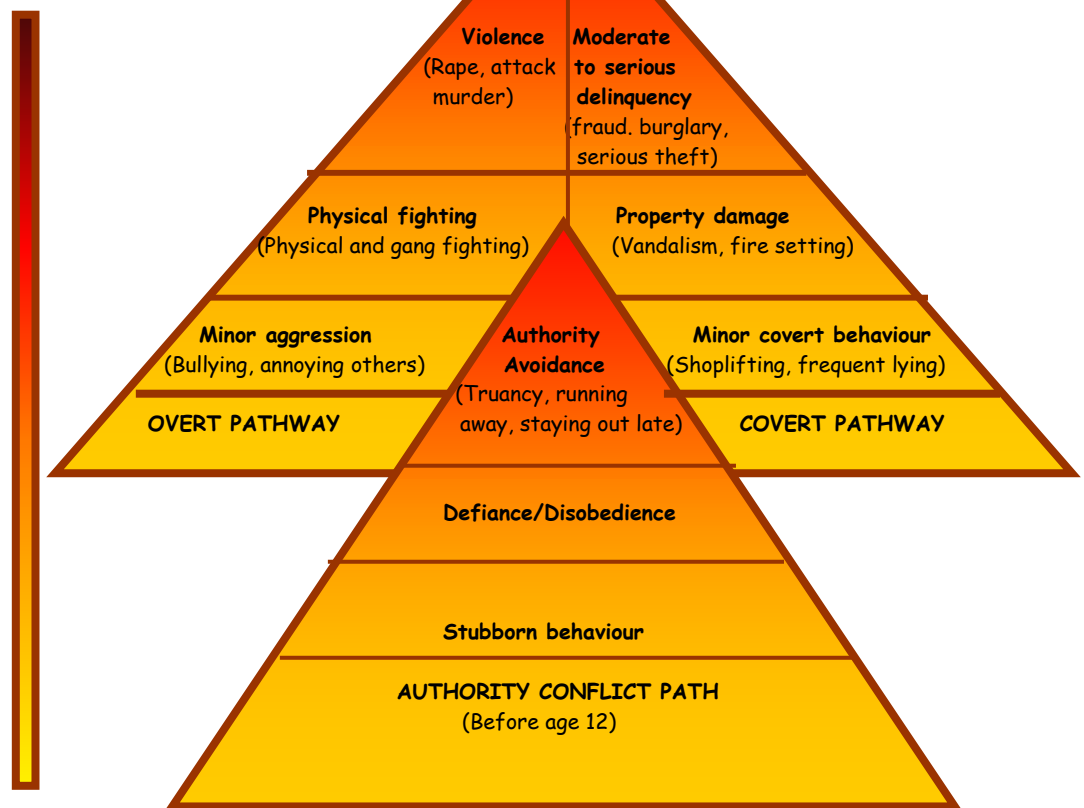 Violence
(Rape, attack
murder)
Moderate
to serious
delinquency
(fraud. burglary,
serious theft)
Physical fighting
(Physical and gang fighting)
Property damage
(Vandalism, fire setting)
Minor aggression
(Bullying, annoying others)
Authority
Avoidance
(Truancy, running
away, staying out late)
Minor covert behaviour
(Shoplifting, frequent lying)
OVERT PATHWAY
COVERT PATHWAY
Defiance/Disobedience
Stubborn behaviour
AUTHORITY CONFLICT PATH
(Before age 12)